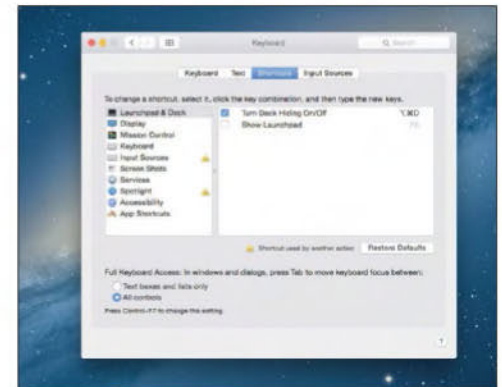 Keyboard
Search
Keyboard Text Shortcuts Input Sources
To change a shortcut, select it, click the key combination, and then type the new keys.
Launchpad & Dock
Display
Mission Control
Keyboard
Input Sources
Screen Shots
Services
Spotlight
Accessibility
App Shortcuts
Turn Dock Hiding On/Off ⌥⌘D
Show Launchpad
Shortcut used by another action
Restore Defaults
Full Keyboard Access: In windows and dialogs, press Tab to move keyboard focus between:
Text boxes and lists only
All controls
Press Control+F7 to change this setting.
?